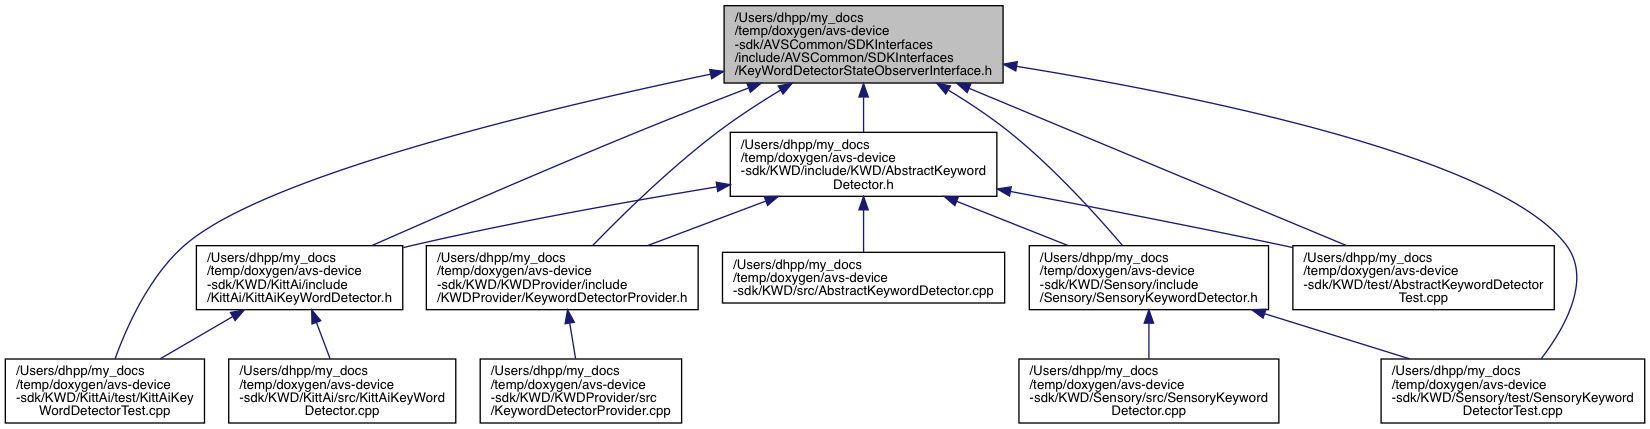 /Users/dhpp/my_docs
/temp/doxygen/avs-device
-sdk/AVSCommon/SDKInterfaces
/include/AVSCommon/SDKInterfaces
/KeyWordDetectorStateObserverInterface.h
/Users/dhpp/my_docs
/temp/doxygen/avs-device
-sdk/KWD/include/KWD/AbstractKeyword
Detector.h
/Users/dhpp/my_docs
/temp/doxygen/avs-device
-sdk/KWD/KittAi/include
/KittAi/KittAiKeyWordDetector.h
/Users/dhpp/my_docs
/temp/doxygen/avs-device
-sdk/KWD/KWDProvider/include
/KWDProvider/KeywordDetectorProvider.h
/Users/dhpp/my_docs
/temp/doxygen/avs-device
-sdk/KWD/src/AbstractKeywordDetector.cpp
/Users/dhpp/my_docs
/temp/doxygen/avs-device
-sdk/KWD/Sensory/include
/Sensory/SensoryKeywordDetector.h
/Users/dhpp/my_docs
/temp/doxygen/avs-device
-sdk/KWD/test/AbstractKeywordDetector
Test.cpp
/Users/dhpp/my_docs
/temp/doxygen/avs-device
-sdk/KWD/KittAi/test/KittAiKey
WordDetectorTest.cpp
/Users/dhpp/my_docs
/temp/doxygen/avs-device
-sdk/KWD/KittAi/src/KittAiKeyWord
Detector.cpp
/Users/dhpp/my_docs
/temp/doxygen/avs-device
-sdk/KWD/KWDProvider/src
/KeywordDetectorProvider.cpp
/Users/dhpp/my_docs
/temp/doxygen/avs-device
-sdk/KWD/Sensory/src/SensoryKeyword
Detector.cpp
/Users/dhpp/my_docs
/temp/doxygen/avs-device
-sdk/KWD/Sensory/test/SensoryKeyword
DetectorTest.cpp